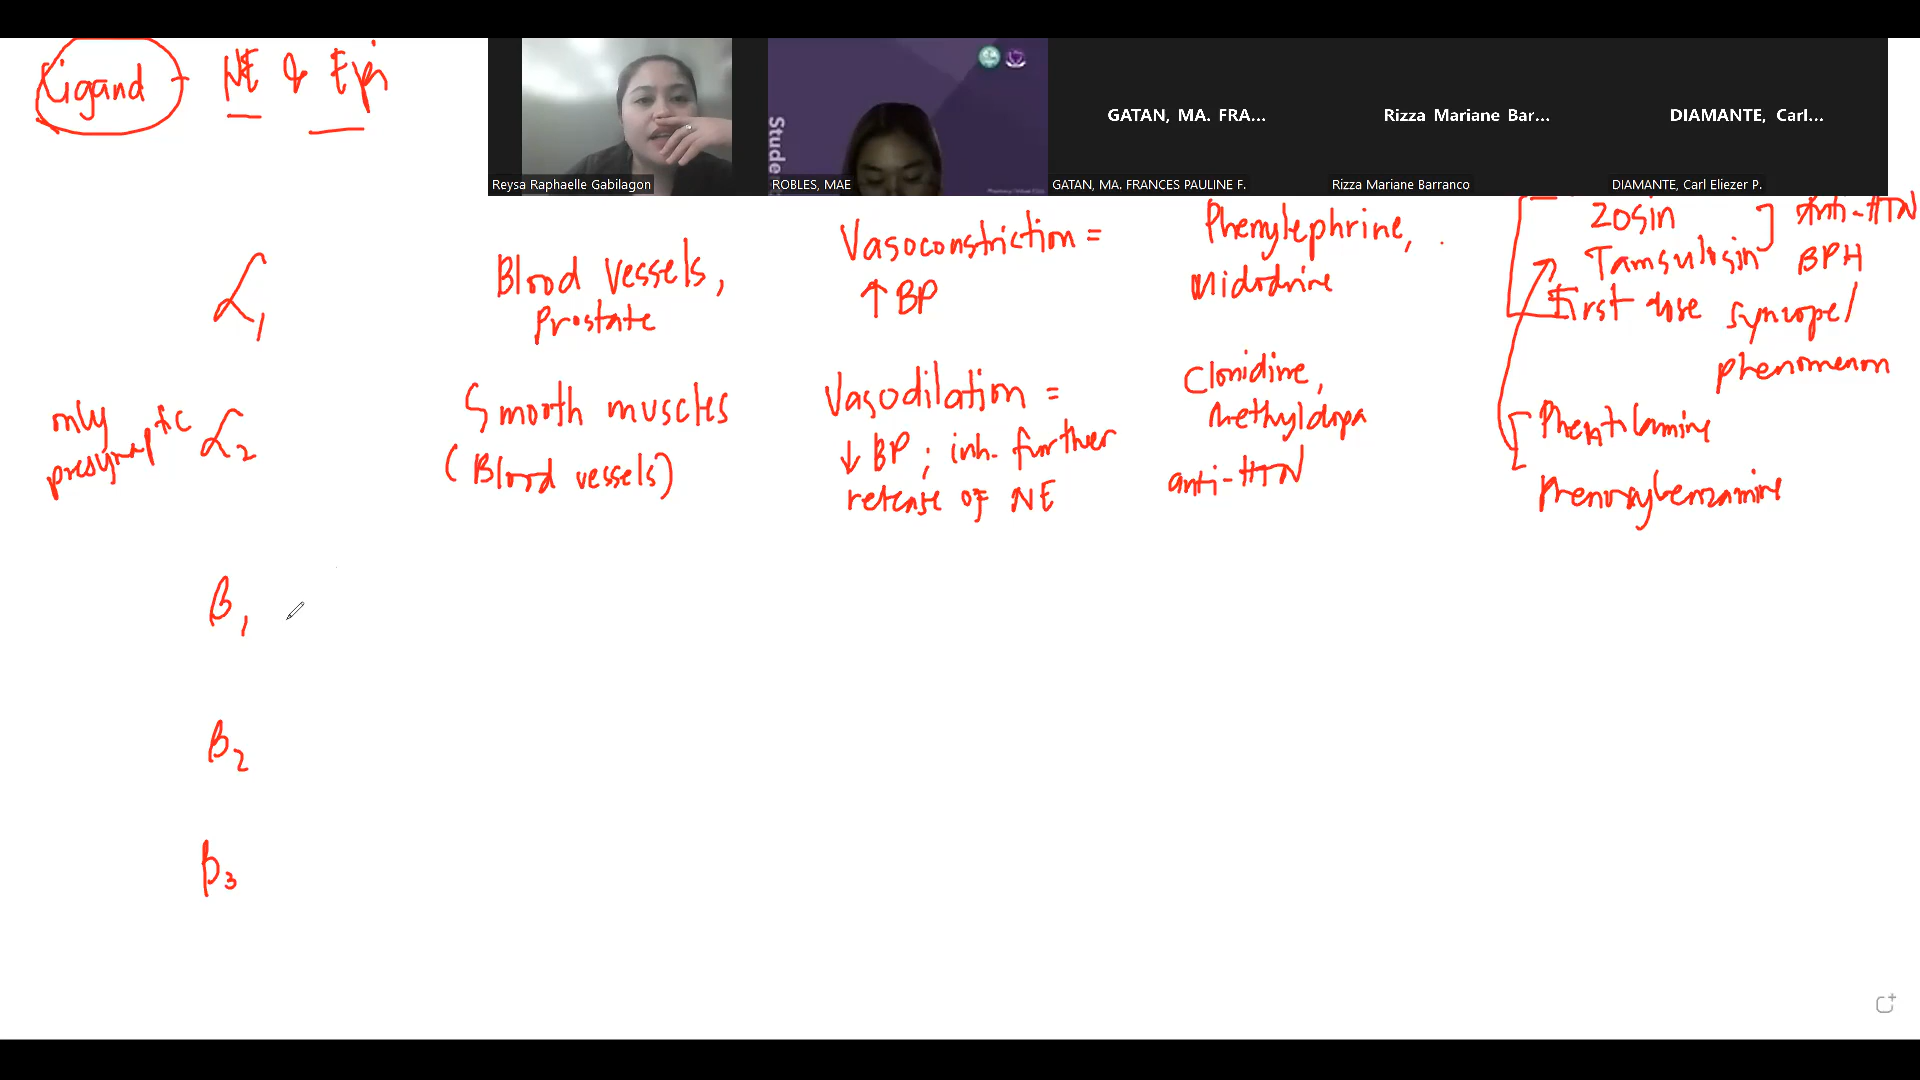 Ligand - NE & Epi
Stude
GATAN, MA. FRA...
Rizza Mariane Bar...
DIAMANTE, Carl...
Reysa Raphaelle Gabilagon
ROBLES, MAE
GATAN, MA. FRANCES PAULINE F.
Rizza Mariane Barranco
DIAMANTE, Carl Eliezer P.
α1
Blood vessels,
Prostate
Vasoconstriction =
↑ BP
Phenylephrine,
Midodrine
zosin
Tamsulosin
Anti-HTN
BPH
First dose syncope/
phenomenon
only
presynaptic
α2
Smooth muscles
(Blood vessels)
Vasodilation =
↓ BP ; inh. further
release of NE
Clonidine,
Methyldopa
anti-HTN
Phentolamine
Phenoxybenzamine
β1
β2
β3